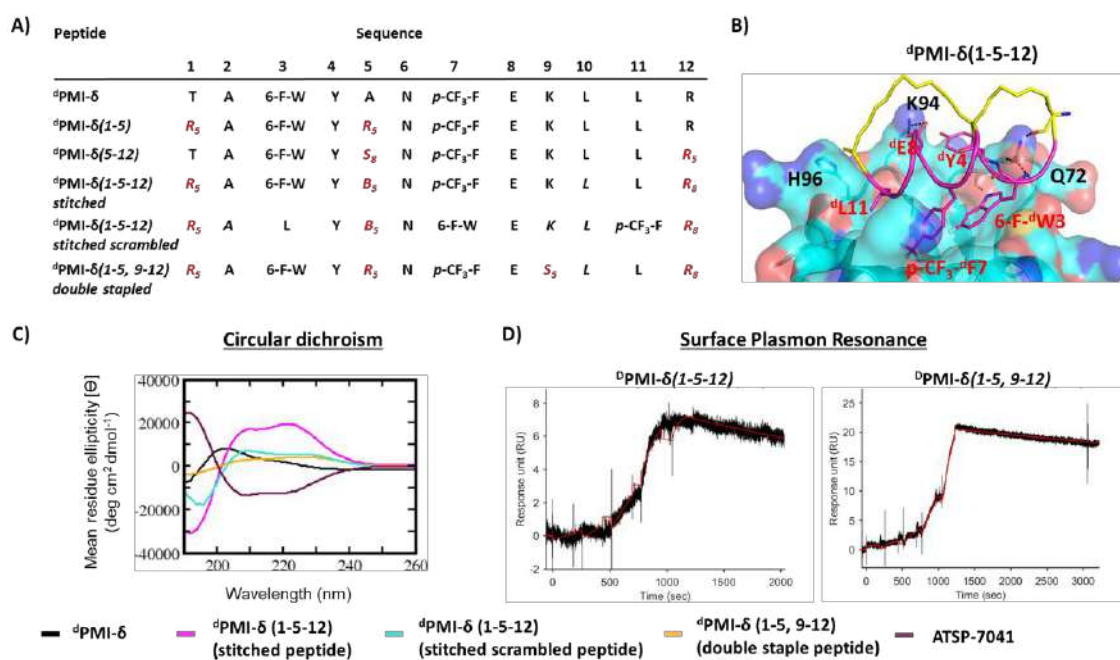 A)
Peptide Sequence
1 2 3 4 5 6 7 8 9 10 11 12
ᵈPMI-δ T A 6-F-W Y A N p-CF₃-F E K L L R
ᵈPMI-δ(1-5) R₅ A 6-F-W Y R₅ N p-CF₃-F E K L L R
ᵈPMI-δ(5-12) T A 6-F-W Y S₈ N p-CF₃-F E K L L R₅
ᵈPMI-δ(1-5-12) R₅ A 6-F-W Y B₅ N p-CF₃-F E K L L R₈
stitched
ᵈPMI-δ(1-5-12) R₅ A L Y B₅ N 6-F-W E K L p-CF₃-F R₈
stitched scrambled
ᵈPMI-δ(1-5, 9-12) R₅ A 6-F-W Y R₅ N p-CF₃-F E S₅ L L R₈
double stapled
B)
ᵈPMI-δ(1-5-12)
K94
ᵈE8
ᵈY4
H96
Q72
ᵈL11
6-F-ᵈW3
p-CF₃-ᵈF7
C)
Circular dichroism
Mean residue ellipticity [Θ]
(deg cm² dmol⁻¹)
40000
20000
0
-20000
-40000
200 220 240 260
Wavelength (nm)
D)
Surface Plasmon Resonance
ᴰPMI-δ(1-5-12)
Response unit (RU)
8
6
4
2
0
-2
0 500 1000 1500 2000
Time (sec)
ᴰPMI-δ(1-5, 9-12)
Response unit (RU)
25
20
15
10
5
0
0 500 1000 1500 2000 2500 3000
Time (sec)
ᵈPMI-δ
ᵈPMI-δ (1-5-12)
(stitched peptide)
ᵈPMI-δ (1-5-12)
(stitched scrambled peptide)
ᵈPMI-δ (1-5, 9-12)
(double staple peptide)
ATSP-7041